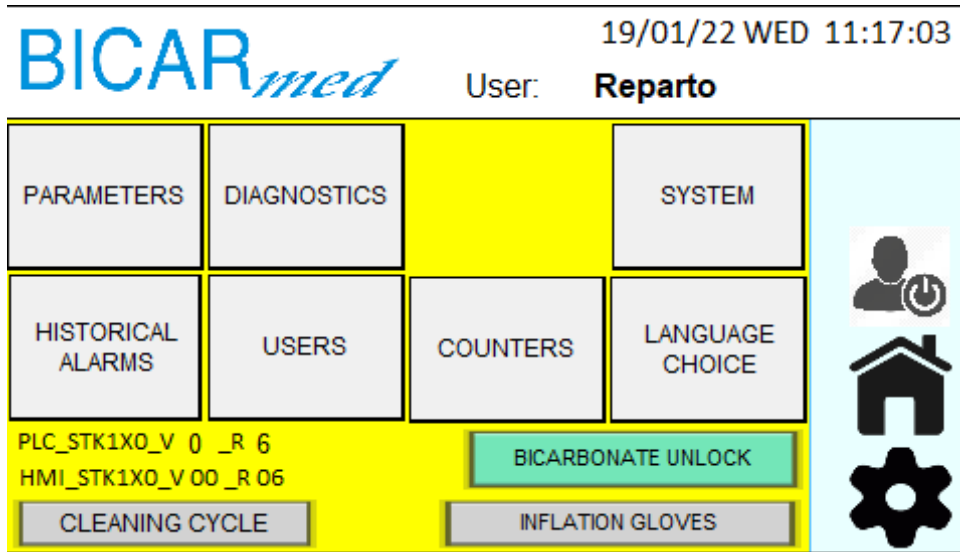 BICARmed
19/01/22 WED 11:17:03
User: Reparto
PARAMETERS
DIAGNOSTICS
SYSTEM
HISTORICAL
ALARMS
USERS
COUNTERS
LANGUAGE
CHOICE
PLC_STK1X0_V 0 _R 6
HMI_STK1X0_V 00 _R 06
BICARBONATE UNLOCK
CLEANING CYCLE
INFLATION GLOVES